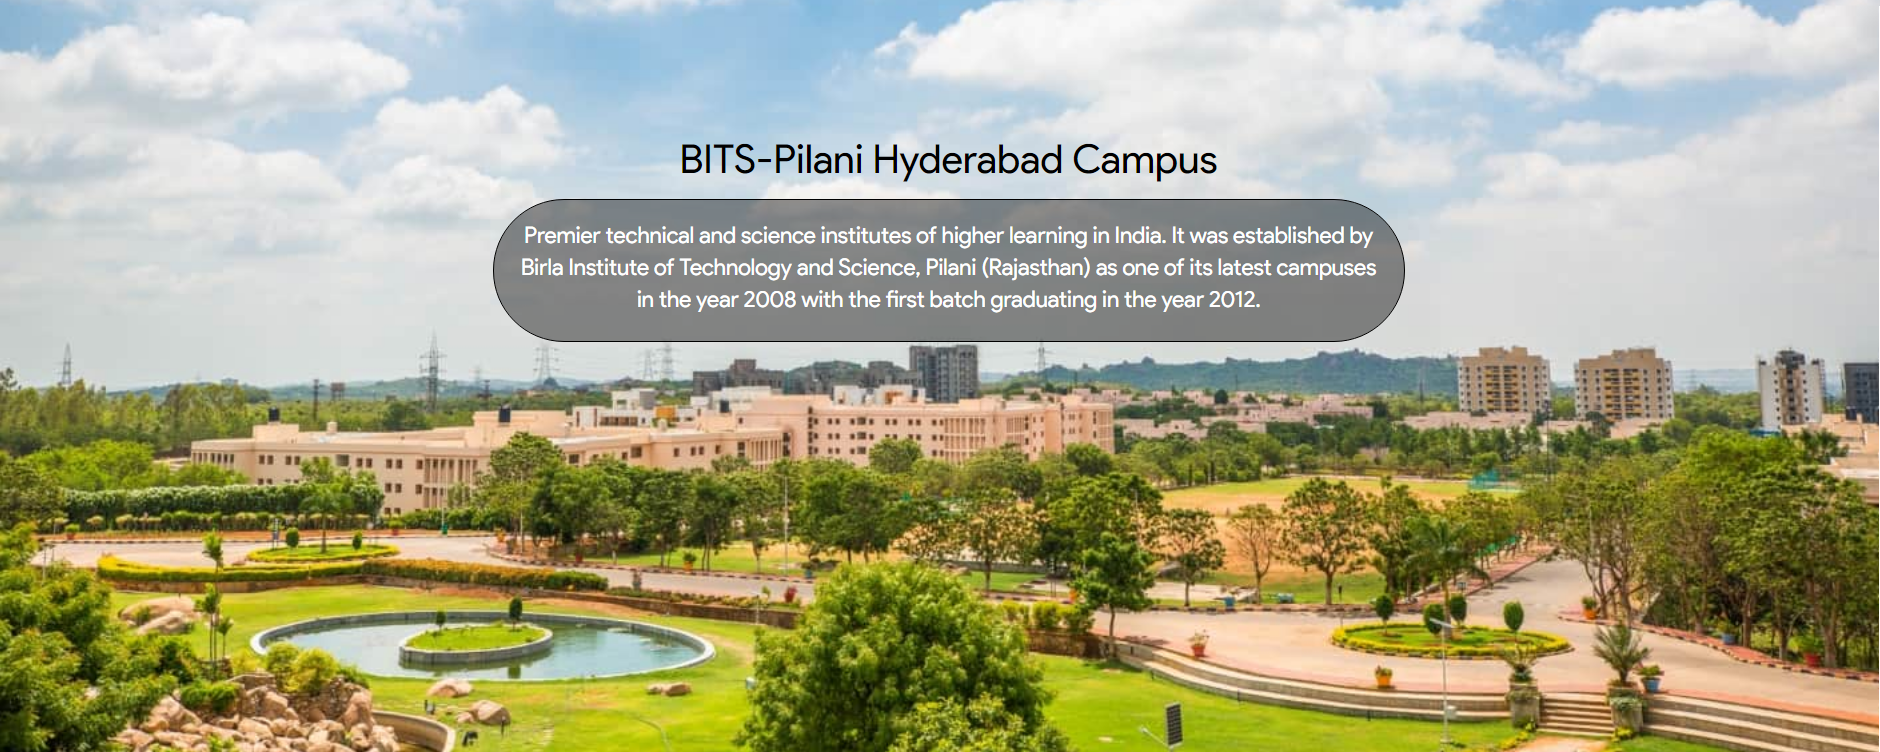 BITS-Pilani Hyderabad Campus
Premier technical and science institutes of higher learning in India. It was established by
Birla Institute of Technology and Science, Pilani (Rajasthan) as one of its latest campuses
in the year 2008 with the first batch graduating in the year 2012.